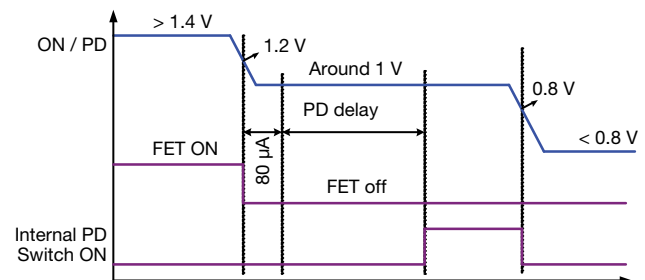 > 1.4 V
ON / PD
1.2 V
Around 1 V
0.8 V
PD delay
< 0.8 V
FET ON
80 µA
FET off
Internal PD
Switch ON